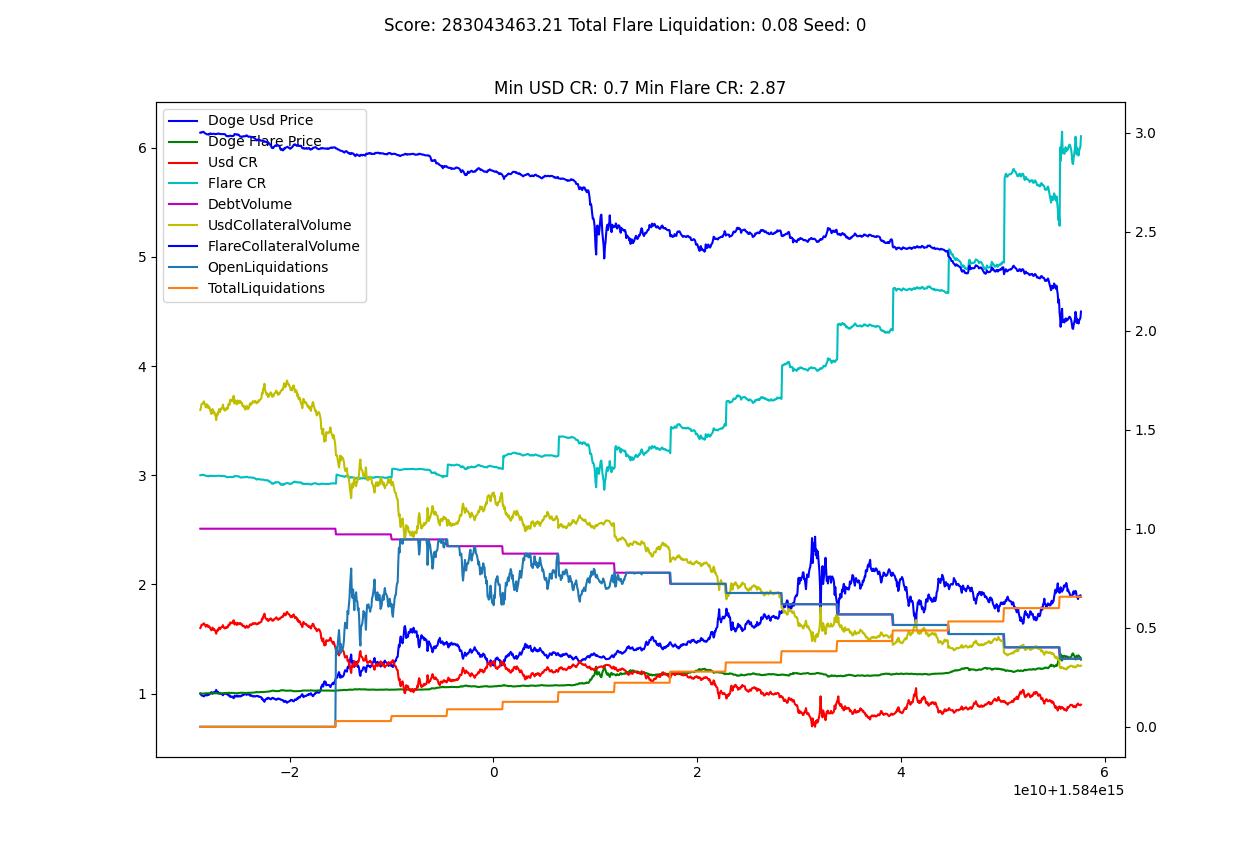 Score: 283043463.21 Total Flare Liquidation: 0.08 Seed: 0
Min USD CR: 0.7 Min Flare CR: 2.87
Doge Usd Price
Doge Flare Price
Usd CR
Flare CR
DebtVolume
UsdCollateralVolume
FlareCollateralVolume
OpenLiquidations
TotalLiquidations
6
5
4
3
2
1
3.0
2.5
2.0
1.5
1.0
0.5
0.0
−2 0 2 4 6
1e10+1.584e15